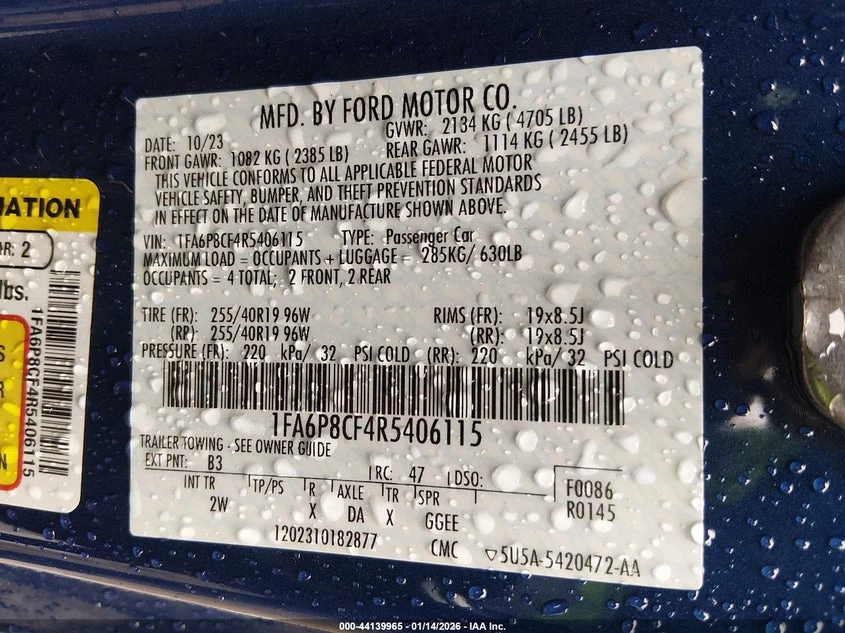 MFD. BY FORD MOTOR CO.
DATE: 10/23
GVWR: 2134 KG ( 4705 LB)
FRONT GAWR: 1082 KG ( 2385 LB)
REAR GAWR: 1114 KG ( 2455 LB)
THIS VEHICLE CONFORMS TO ALL APPLICABLE FEDERAL MOTOR
VEHICLE SAFETY, BUMPER, AND THEFT PREVENTION STANDARDS
IN EFFECT ON THE DATE OF MANUFACTURE SHOWN ABOVE.
VIN: 1FA6P8CF4R5406115 TYPE: Passenger Car
MAXIMUM LOAD = OCCUPANTS + LUGGAGE = 285KG/ 630LB
OCCUPANTS = 4 TOTAL; 2 FRONT, 2 REAR
TIRE (FR): 255/40R19 96W RIMS (FR): 19x8.5J
(RR): 255/40R19 96W (RR): 19x8.5J
PRESSURE (FR): 220 kPa/ 32 PSI COLD (RR): 220 kPa/ 32 PSI COLD
1FA6P8CF4R5406115
TRAILER TOWING - SEE OWNER GUIDE
EXT PNT: B3 RC: 47 DSO:
INT TR TP/PS R AXLE TR SPR
2W X DA X GGEE
F0086
R0145
1202310182877 CMC ▽5U5A-5420472-AA
MATION
OR: 2
lbs.
1FA6P8CF4R5406115
S
R
N
000-44139965 - 01/14/2026 - IAA Inc.